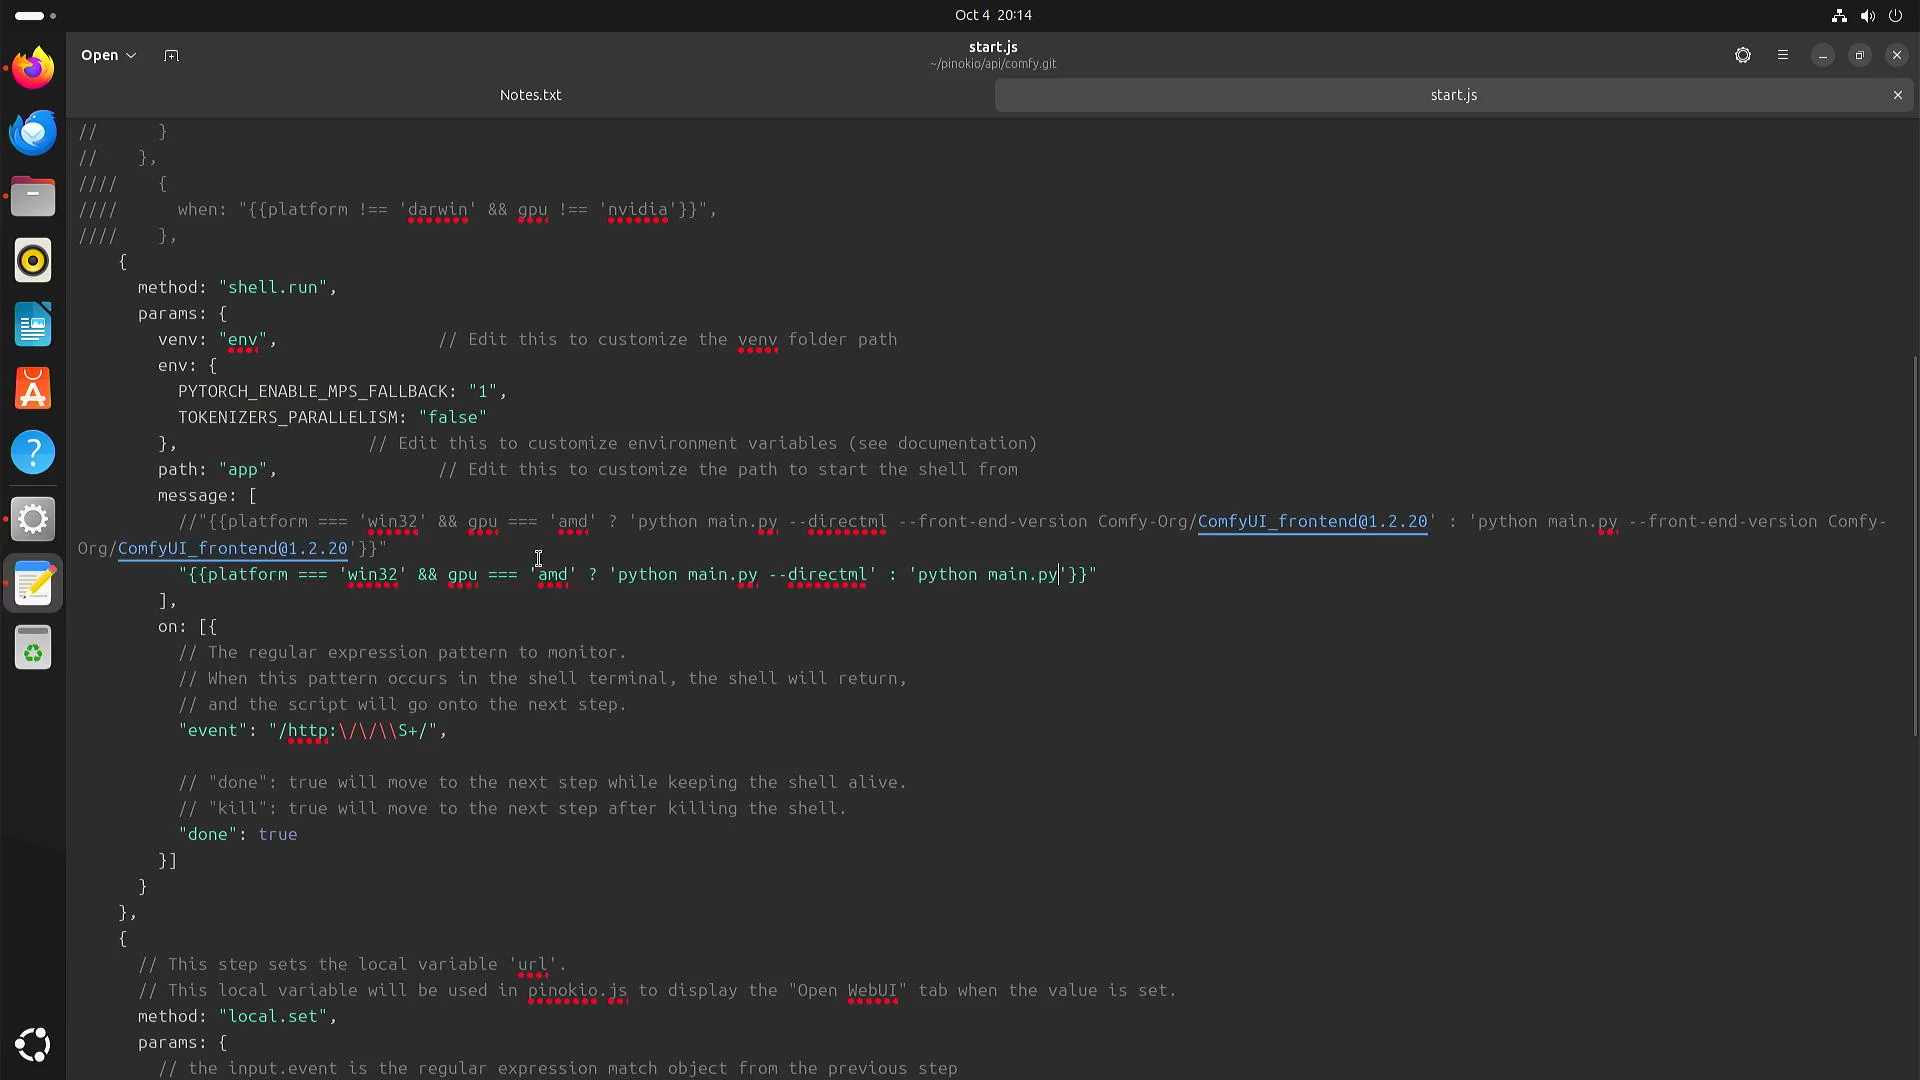 Oct 4 20:14
Open
start.js
~/pinokio/api/comfy.git
Notes.txt
start.js
//      }
//    },
////    {
////      when: "{{platform !== 'darwin' && gpu !== 'nvidia'}}",
////    },
    {
      method: "shell.run",
      params: {
        venv: "env",                // Edit this to customize the venv folder path
        env: {
          PYTORCH_ENABLE_MPS_FALLBACK: "1",
          TOKENIZERS_PARALLELISM: "false"
        },                   // Edit this to customize environment variables (see documentation)
        path: "app",                // Edit this to customize the path to start the shell from
        message: [
          //"{{platform === 'win32' && gpu === 'amd' ? 'python main.py --directml --front-end-version Comfy-Org/ComfyUI_frontend@1.2.20' : 'python main.py --front-end-version Comfy-
Org/ComfyUI_frontend@1.2.20'}}"
          "{{platform === 'win32' && gpu === 'amd' ? 'python main.py --directml' : 'python main.py'}}"
        ],
        on: [{
          // The regular expression pattern to monitor.
          // When this pattern occurs in the shell terminal, the shell will return,
          // and the script will go onto the next step.
          "event": "/http:\/\/\\S+/",
          // "done": true will move to the next step while keeping the shell alive.
          // "kill": true will move to the next step after killing the shell.
          "done": true
        }]
      }
    },
    {
      // This step sets the local variable 'url'.
      // This local variable will be used in pinokio.js to display the "Open WebUI" tab when the value is set.
      method: "local.set",
      params: {
        // the input.event is the regular expression match object from the previous step